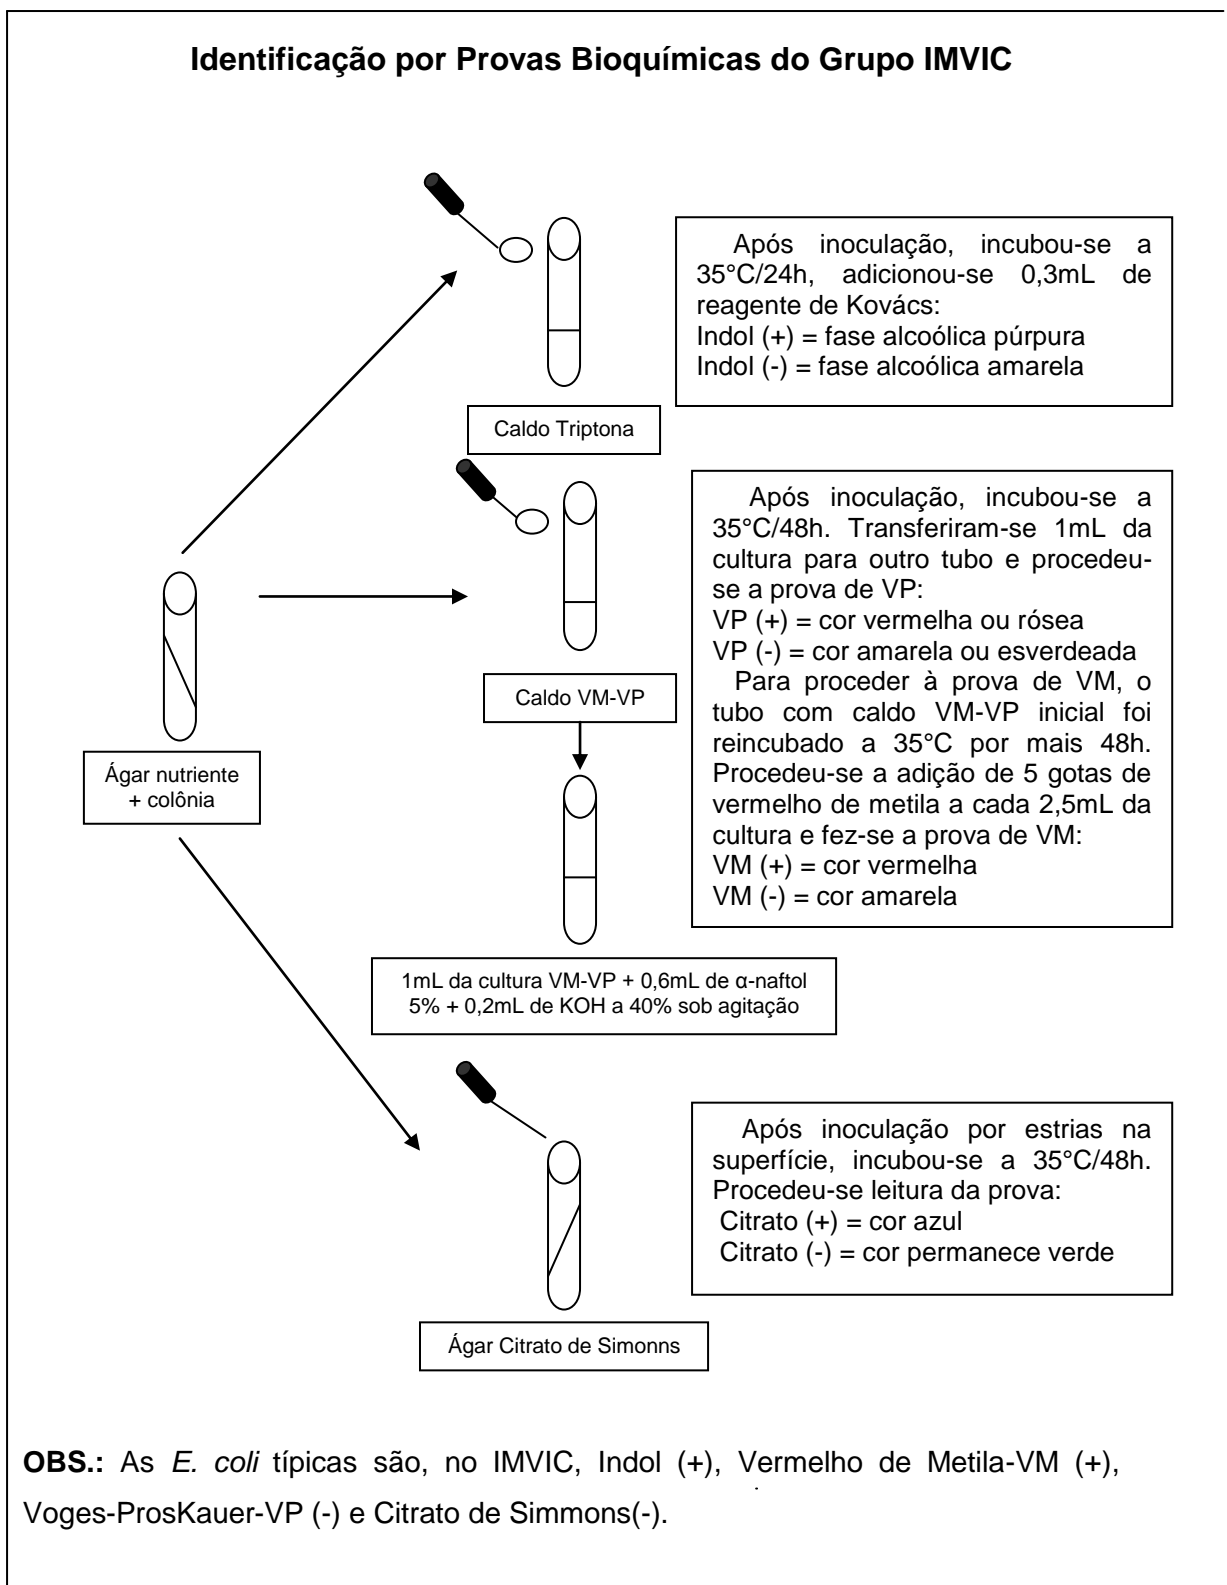 Identificação por Provas Bioquímicas do Grupo IMVIC
Após inoculação, incubou-se a
35°C/24h, adicionou-se 0,3mL de
reagente de Kovács:
Indol (+) = fase alcoólica púrpura
Indol (-) = fase alcoólica amarela
Caldo Triptona
Após inoculação, incubou-se a
35°C/48h. Transferiram-se 1mL da
cultura para outro tubo e procedeu-
se a prova de VP:
VP (+) = cor vermelha ou rósea
VP (-) = cor amarela ou esverdeada
Para proceder à prova de VM, o
tubo com caldo VM-VP inicial foi
reincubado a 35°C por mais 48h.
Procedeu-se a adição de 5 gotas de
vermelho de metila a cada 2,5mL da
cultura e fez-se a prova de VM:
VM (+) = cor vermelha
VM (-) = cor amarela
Caldo VM-VP
Ágar nutriente
+ colônia
1mL da cultura VM-VP + 0,6mL de α-naftol
5% + 0,2mL de KOH a 40% sob agitação
Após inoculação por estrias na
superfície, incubou-se a 35°C/48h.
Procedeu-se leitura da prova:
Citrato (+) = cor azul
Citrato (-) = cor permanece verde
Ágar Citrato de Simonns
OBS.: As E. coli típicas são, no IMVIC, Indol (+), Vermelho de Metila-VM (+),
Voges-ProsKauer-VP (-) e Citrato de Simmons(-).